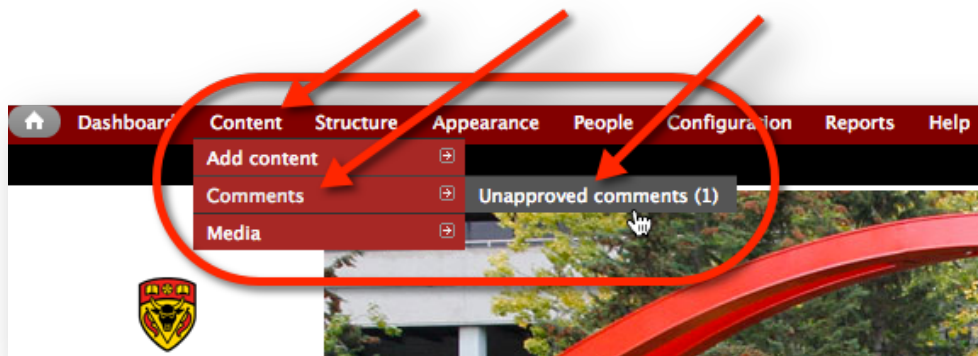 Dashboard Content Structure Appearance People Configuration Reports Help
Add content
Comments Unapproved comments (1)
Media